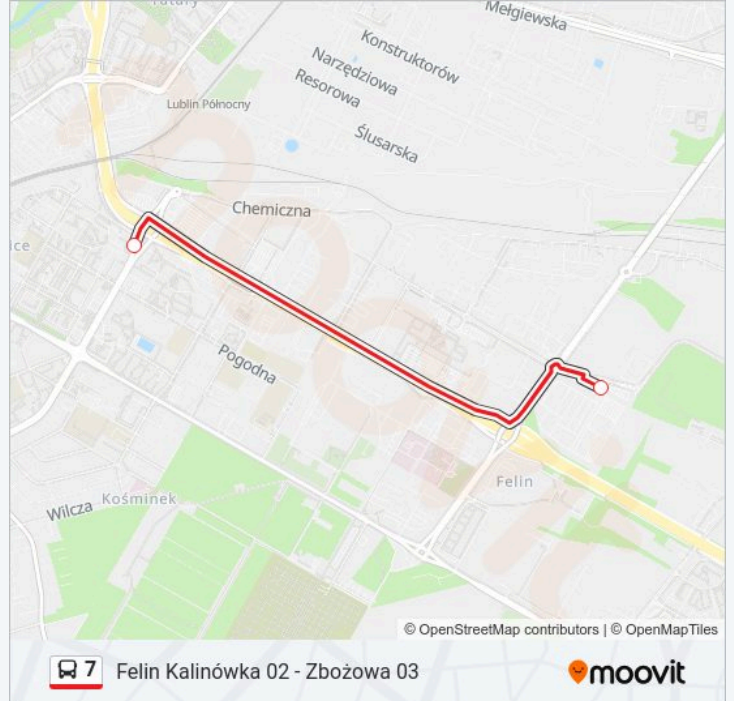 Tatary
Mełgiewska
Konstruktorów
Narzędziowa
Resorowa
Lublin Północny
Ślusarska
Chemiczna
ice
Pogodna
Felin
Kośminek
Wilcza
© OpenStreetMap contributors | © OpenMapTiles
7 Felin Kalinówka 02 - Zbożowa 03
moovit